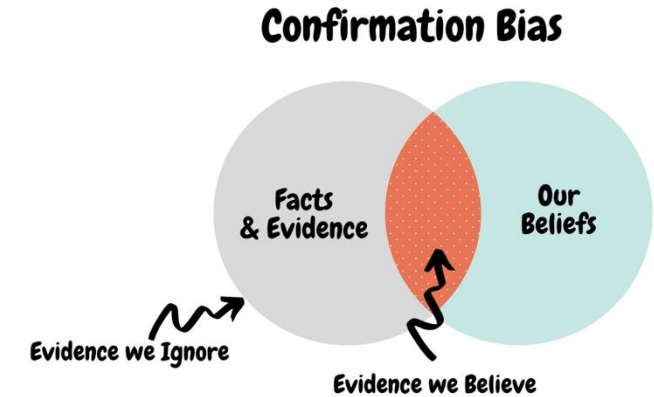 Confirmation Bias
Facts
& Evidence
Our
Beliefs
Evidence we Ignore
Evidence we Believe